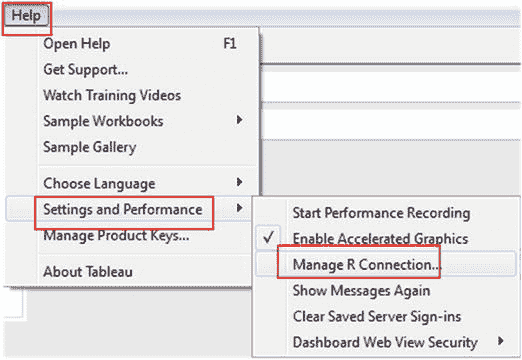 Help
Open Help F1
Get Support...
Watch Training Videos
Sample Workbooks
Sample Gallery
Choose Language
Settings and Performance
Manage Product Keys...
About Tableau
Start Performance Recording
Enable Accelerated Graphics
Manage R Connection...
Show Messages Again
Clear Saved Server Sign-ins
Dashboard Web View Security